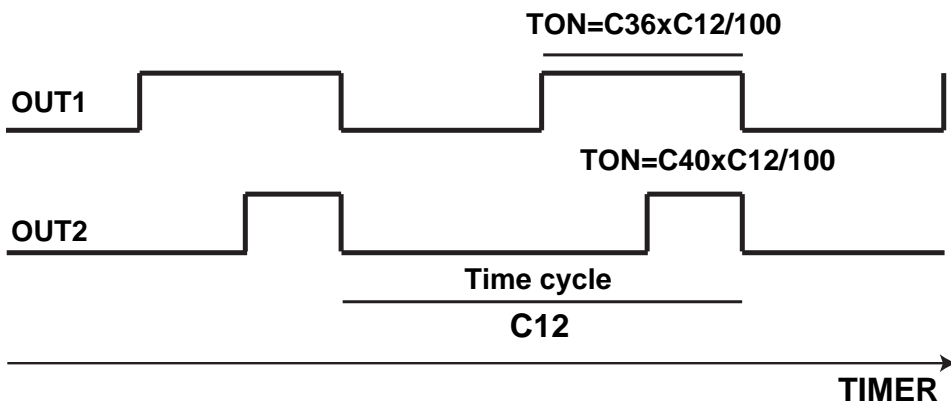 TON=C36xC12/100
OUT1
TON=C40xC12/100
OUT2
Time cycle
C12
TIMER